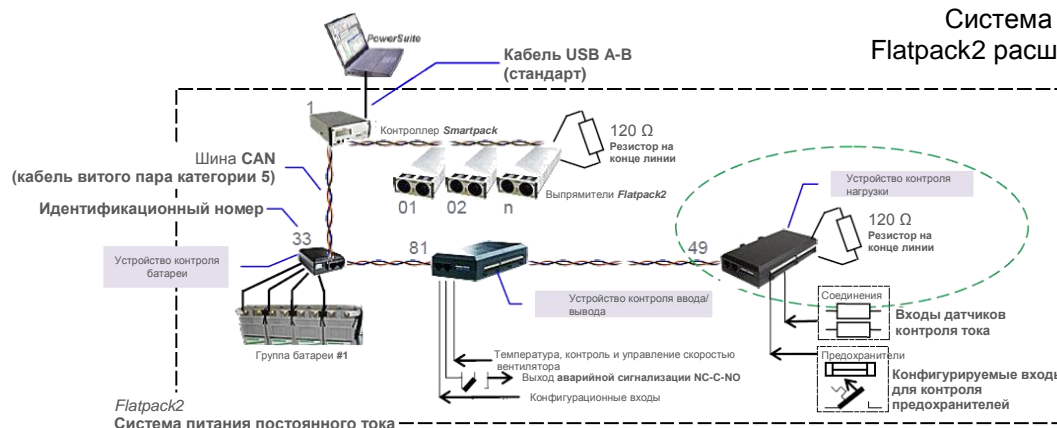 Система
Flatpack2 расш
PowerSuite
Кабель USB A-B
(стандарт)
1
Контроллер Smartpack
120 Ω
Резистор на
конце линии
Шина CAN
(кабель витого пара категории 5)
Выпрямители Flatpack2
01 02 n
Идентификационный номер
Устройство контроля
нагрузки
33
81
49
120 Ω
Резистор на
конце линии
Устройство контроля
батареи
Устройство контроля ввода/
вывода
Соединения
Входы датчиков
контроля тока
Группа батареи #1
Температура, контроль и управление скоростью
вентилятора
Выход аварийной сигнализации NC-C-NO
Конфигурационные входы
Предохранители
Конфигурируемые входы
для контроля
предохранителей
Flatpack2
Система питания постоянного тока